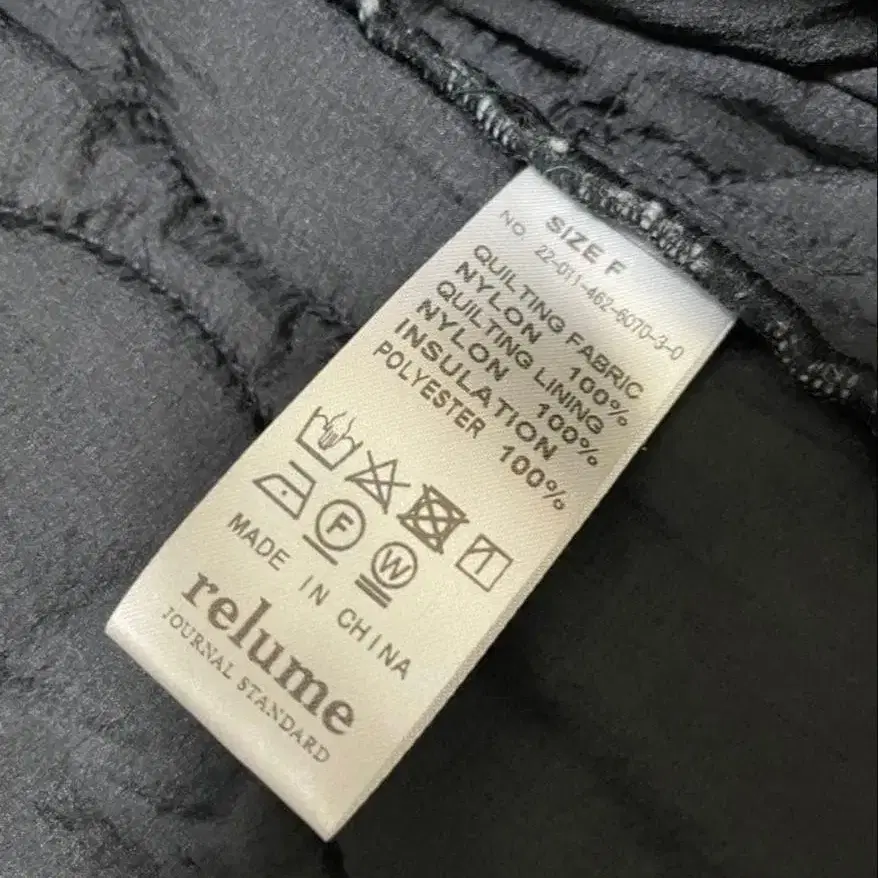 SIZE F
NO. 22-011-462-6070-3-0
QUILTING FABRIC
NYLON 100%
QUILTING LINING
NYLON 100%
INSULATION
POLYESTER 100%
F
W
MADE IN CHINA
relume
JOURNAL STANDARD